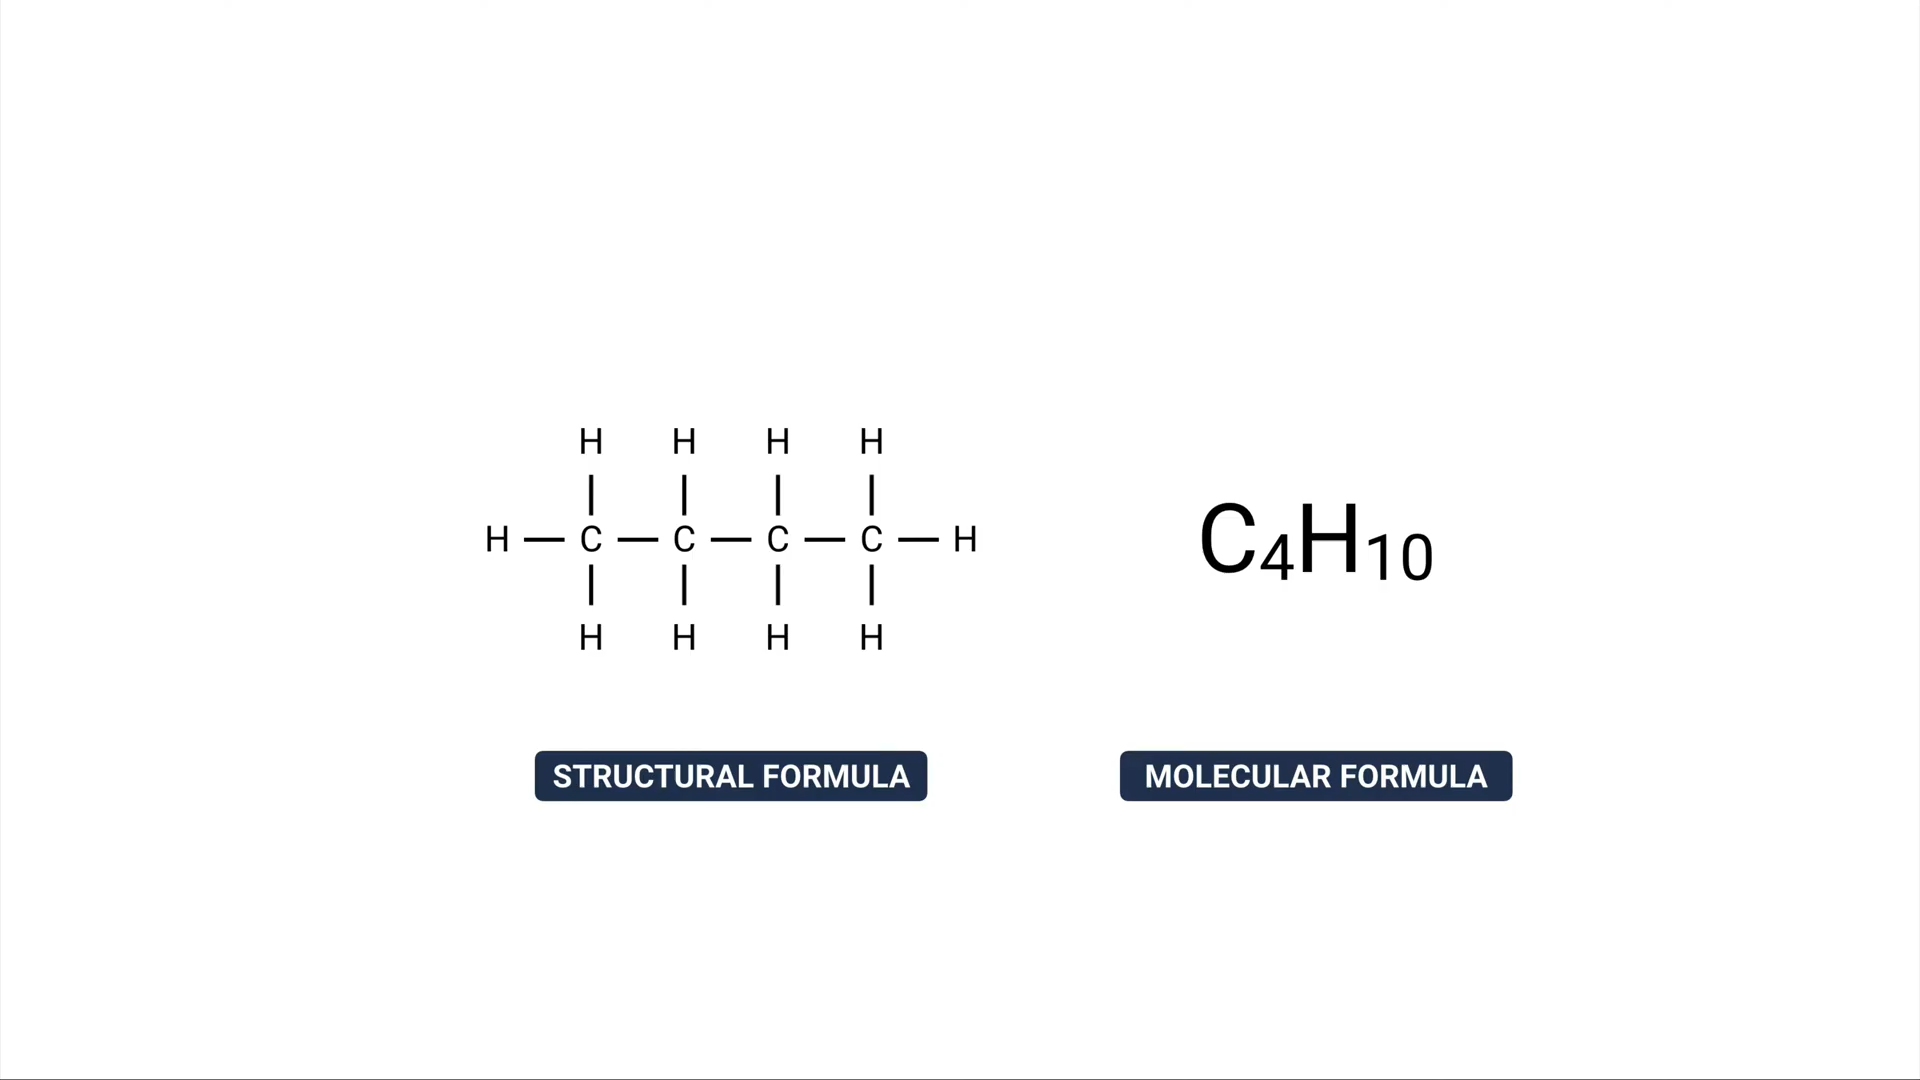 H H H H
H — C — C — C — C — H
H H H H
C₄H₁₀
STRUCTURAL FORMULA
MOLECULAR FORMULA